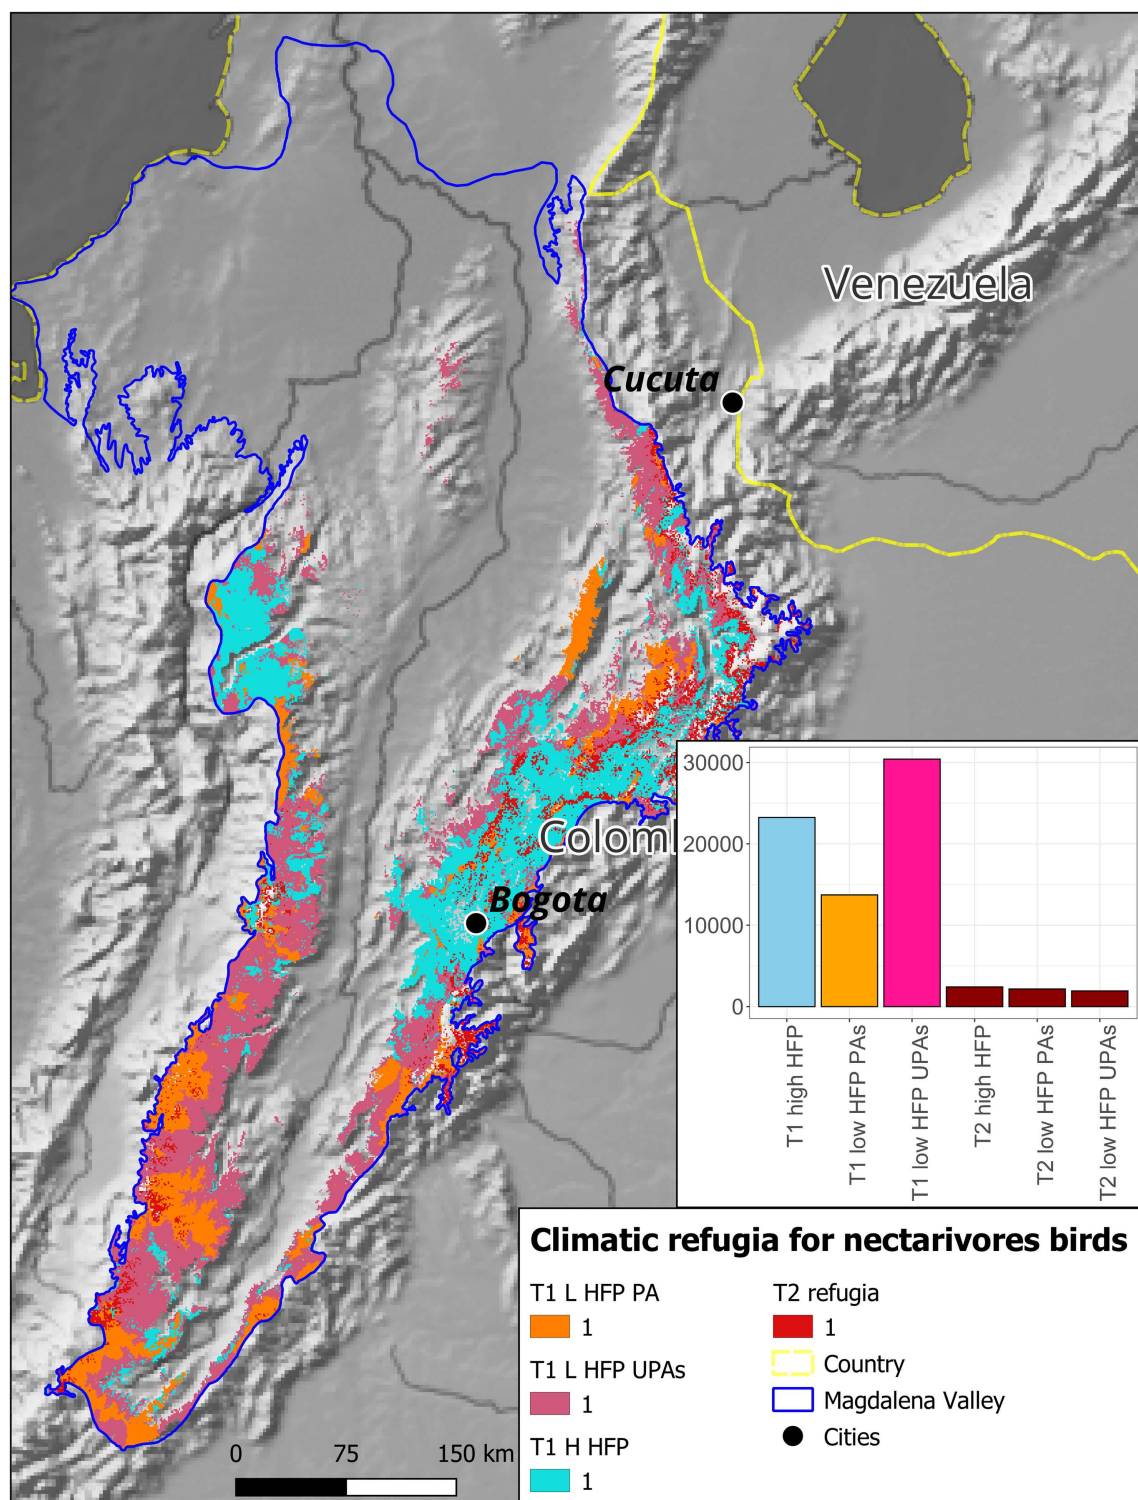 Venezuela
Cucuta
Colom
Bogota
30000
20000
10000
0
T1 high HFP
T1 low HFP PAs
T1 low HFP UPAs
T2 high HFP
T2 low HFP PAs
T2 low HFP UPAs
Climatic refugia for nectarivores birds
T1 L HFP PA
1
T1 L HFP UPAs
1
T1 H HFP
1
T2 refugia
1
Country
Magdalena Valley
Cities
0 75 150 km